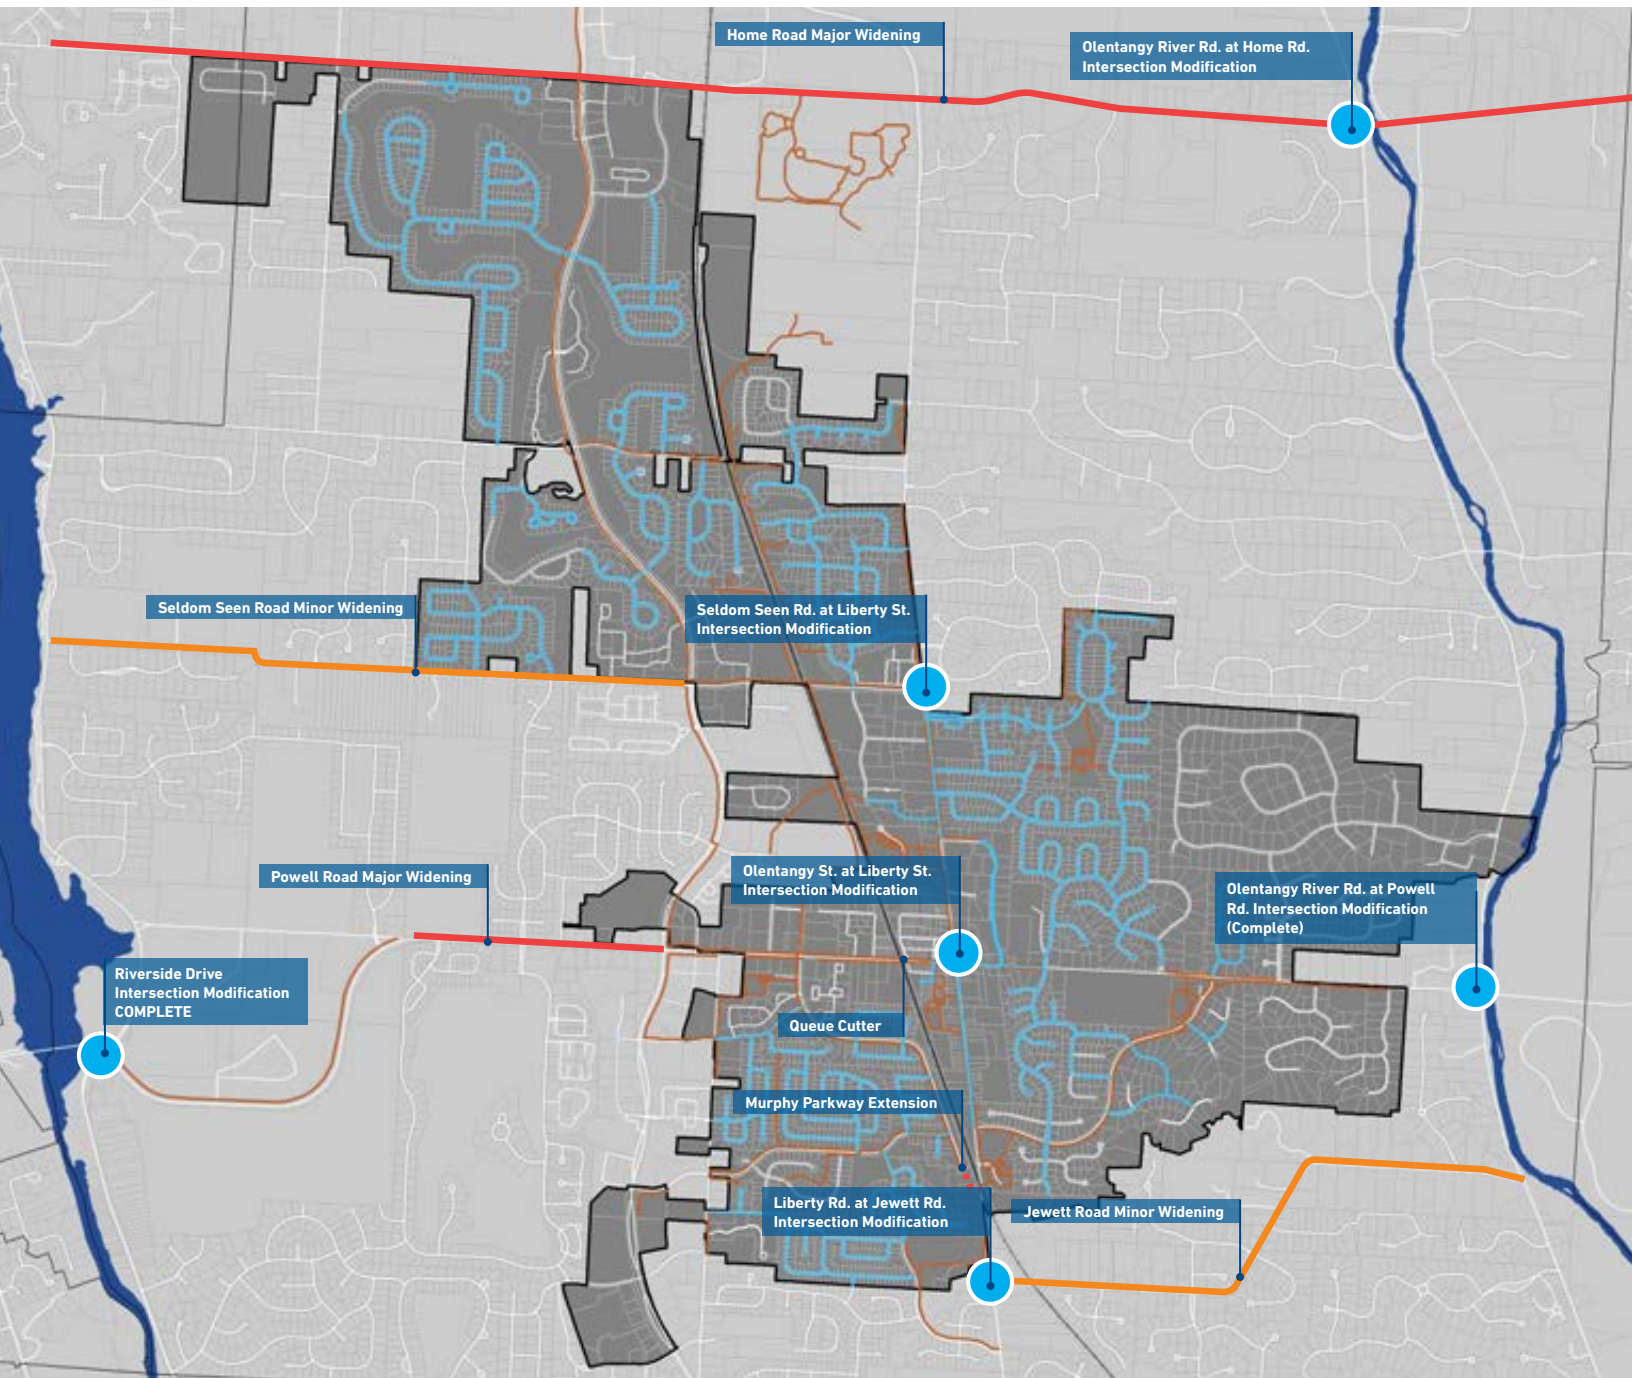 Home Road Major Widening
Olentangy River Rd. at Home Rd.
Intersection Modification
Seldom Seen Road Minor Widening
Seldom Seen Rd. at Liberty St.
Intersection Modification
Powell Road Major Widening
Olentangy St. at Liberty St.
Intersection Modification
Olentangy River Rd. at Powell
Rd. Intersection Modification
(Complete)
Riverside Drive
Intersection Modification
COMPLETE
Queue Cutter
Murphy Parkway Extension
Liberty Rd. at Jewett Rd.
Intersection Modification
Jewett Road Minor Widening